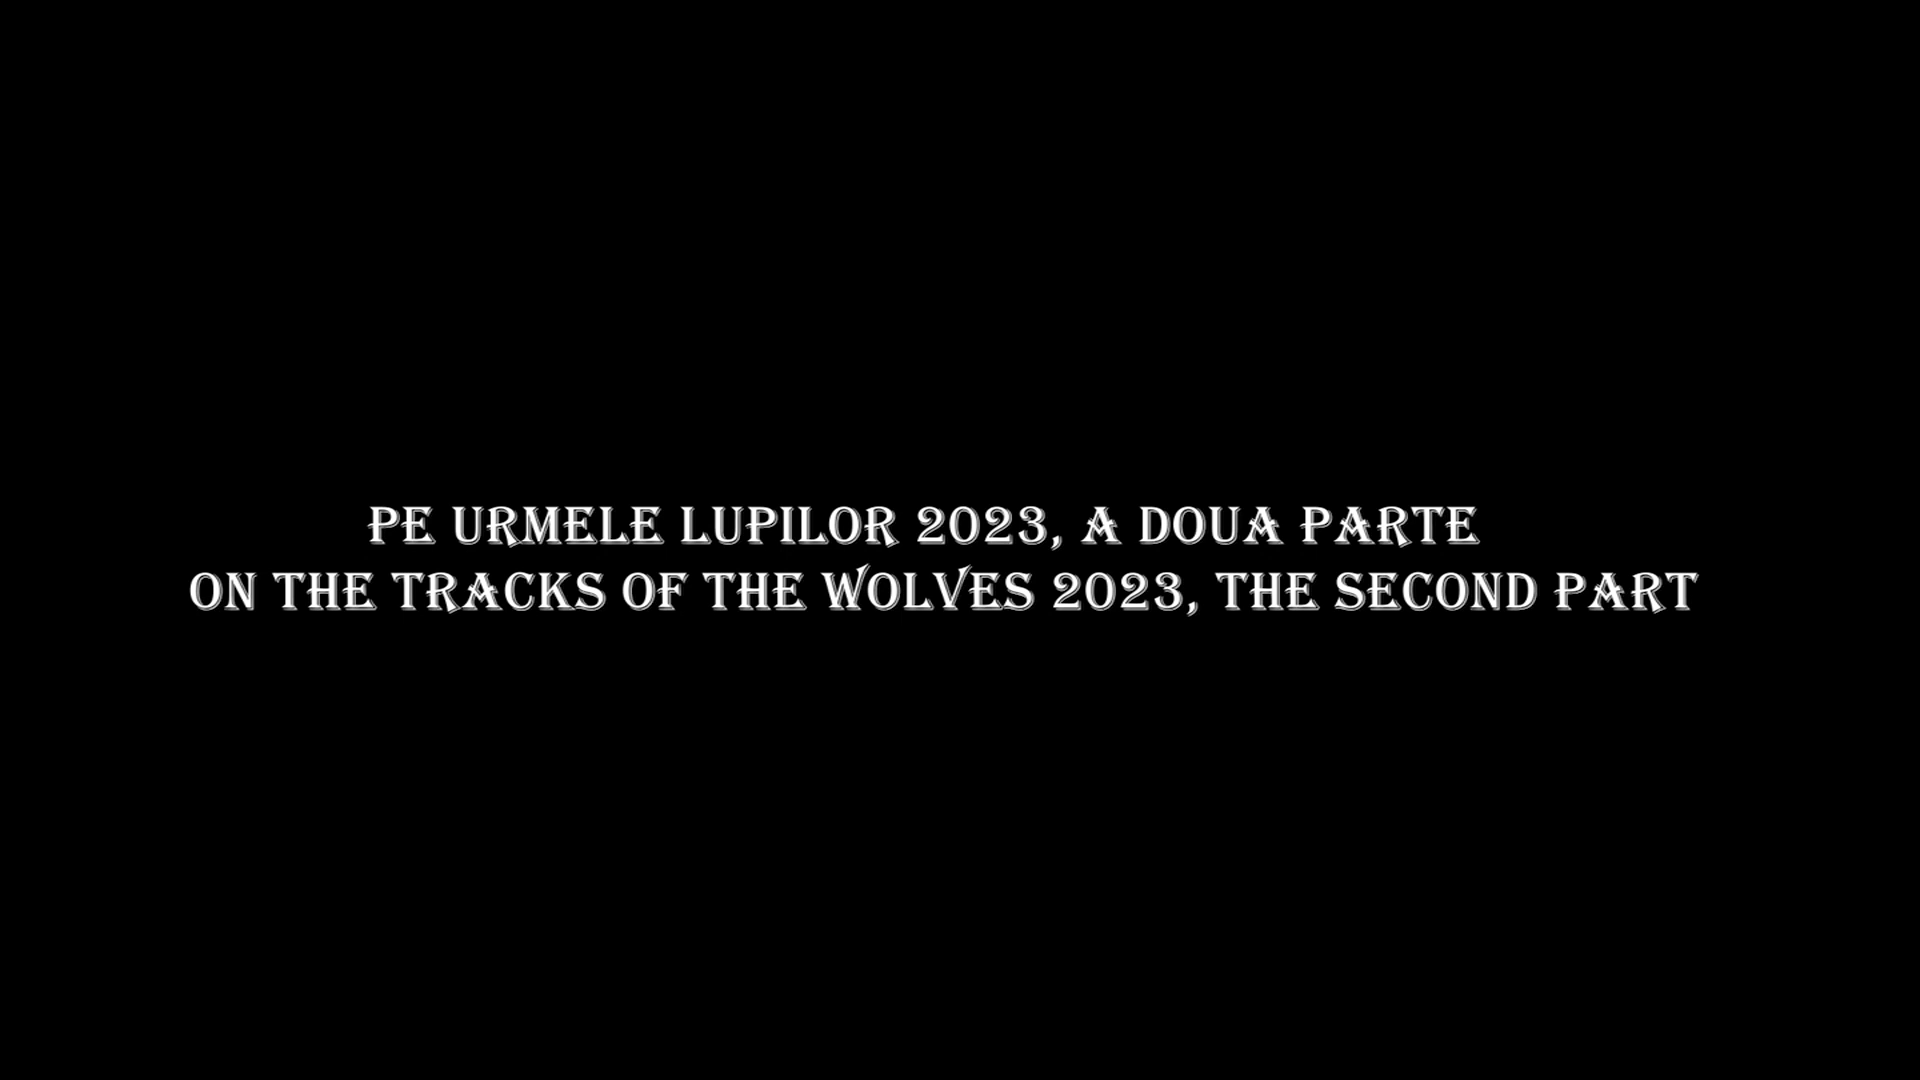 PE URMELE LUPILOR 2023, A DOUA PARTE
ON THE TRACKS OF THE WOLVES 2023, THE SECOND PART